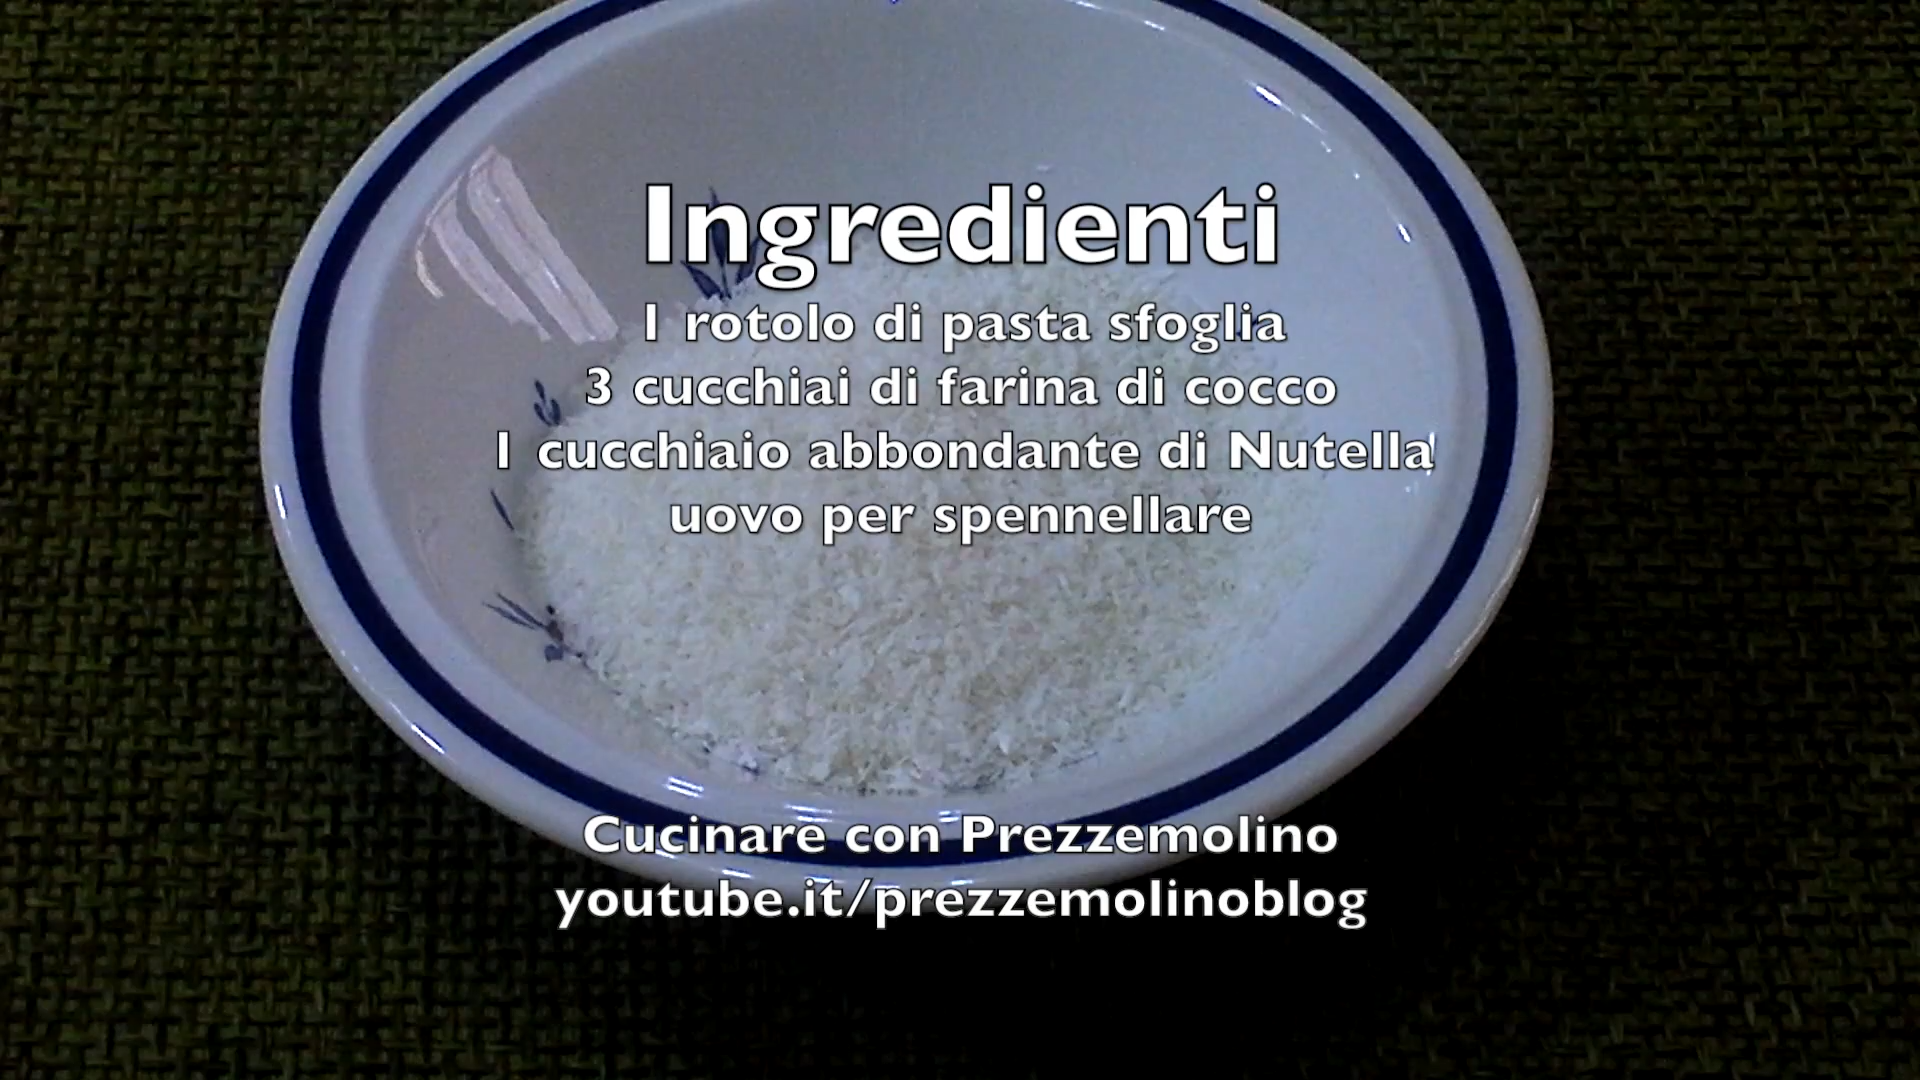 Ingredienti
1 rotolo di pasta sfoglia
3 cucchiai di farina di cocco
1 cucchiaio abbondante di Nutella
uovo per spennellare
Cucinare con Prezzemolino
youtube.it/prezzemolinoblog